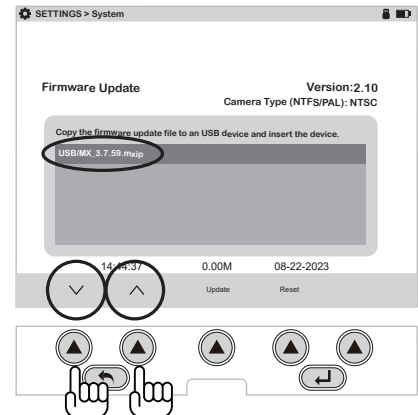 SETTINGS > System
Firmware Update
Version:2.10
Camera Type (NTFS/PAL): NTSC
Copy the firmware update file to an USB device and insert the device.
USB/MX_3.7.59.mxip
14:14:37 0.00M 08-22-2023
Update Reset